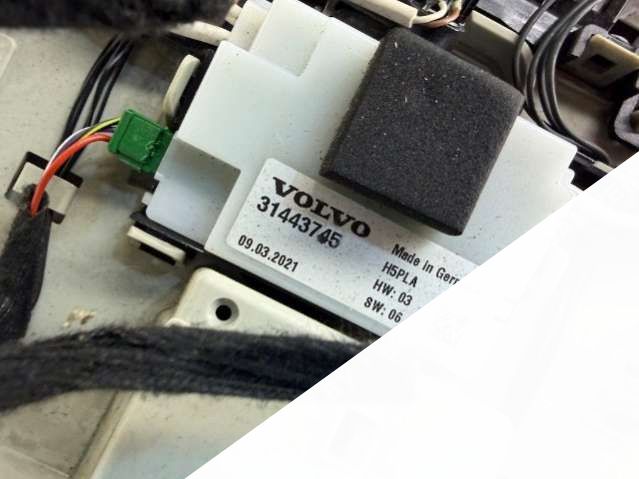 VOLVO
31443745
09.03.2021
Made in Ger
H5PLA
HW: 03
SW: 06